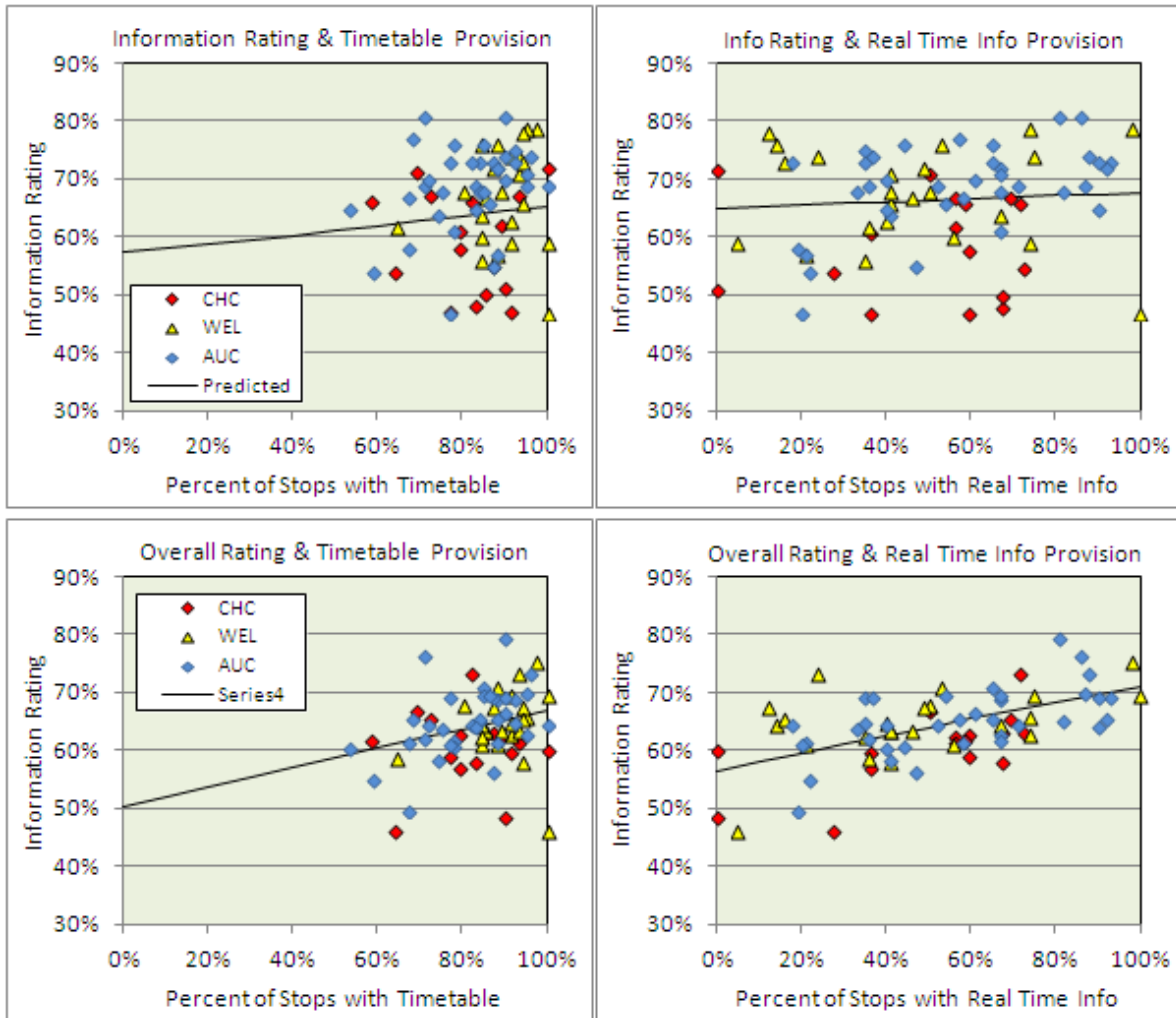 Information Rating & Timetable Provision
90%
80%
70%
60%
50%
40%
30%
Information Rating
CHC
WEL
AUC
Predicted
0% 20% 40% 60% 80% 100%
Percent of Stops with Timetable
Info Rating & Real Time Info Provision
90%
80%
70%
60%
50%
40%
30%
Information Rating
0% 20% 40% 60% 80% 100%
Percent of Stops with Real Time Info
Overall Rating & Timetable Provision
90%
80%
70%
60%
50%
40%
30%
Information Rating
CHC
WEL
AUC
Series4
0% 20% 40% 60% 80% 100%
Percent of Stops with Timetable
Overall Rating & Real Time Info Provision
90%
80%
70%
60%
50%
40%
30%
Information Rating
0% 20% 40% 60% 80% 100%
Percent of Stops with Real Time Info